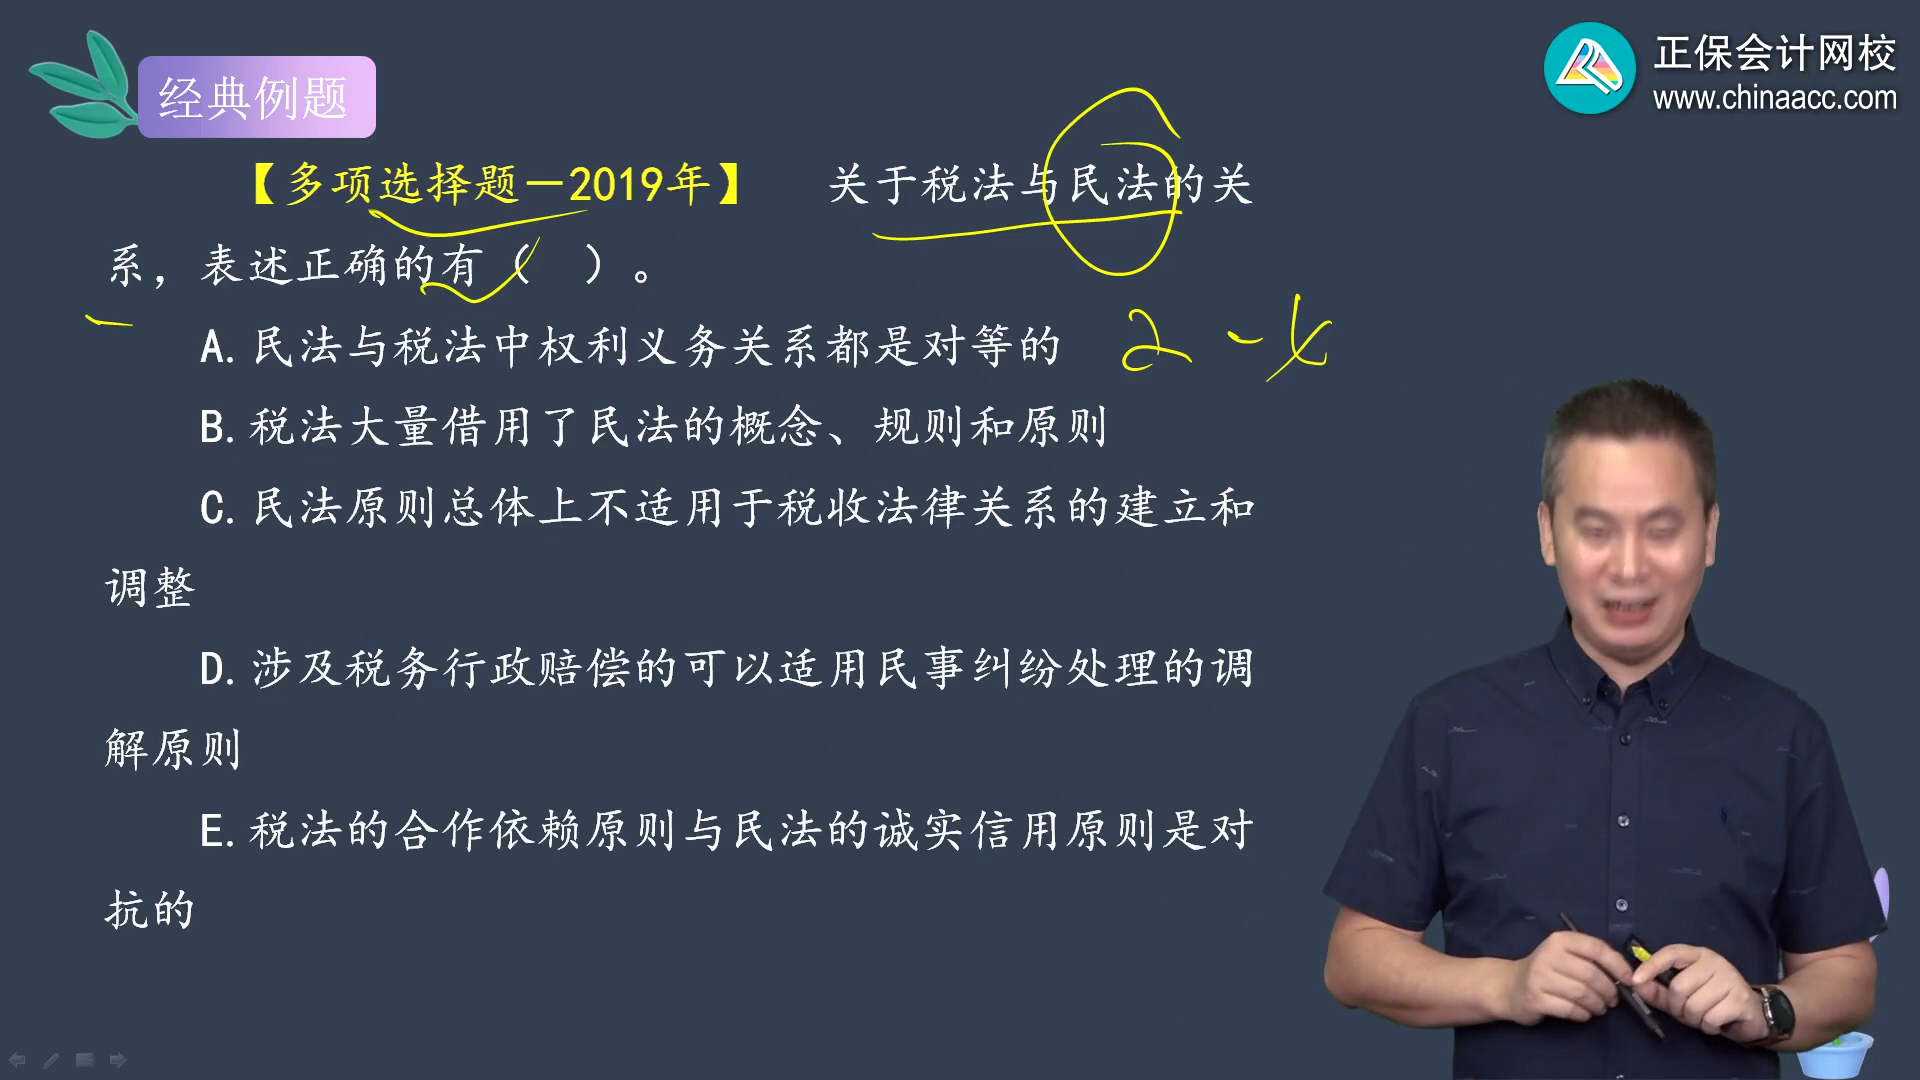 正保会计网校
www.chinaacc.com
经典例题
【多项选择题－2019年】 关于税法与民法的关
系，表述正确的有（ ）。
A.民法与税法中权利义务关系都是对等的
2-4
B.税法大量借用了民法的概念、规则和原则
C.民法原则总体上不适用于税收法律关系的建立和
调整
D.涉及税务行政赔偿的可以适用民事纠纷处理的调
解原则
E.税法的合作依赖原则与民法的诚实信用原则是对
抗的